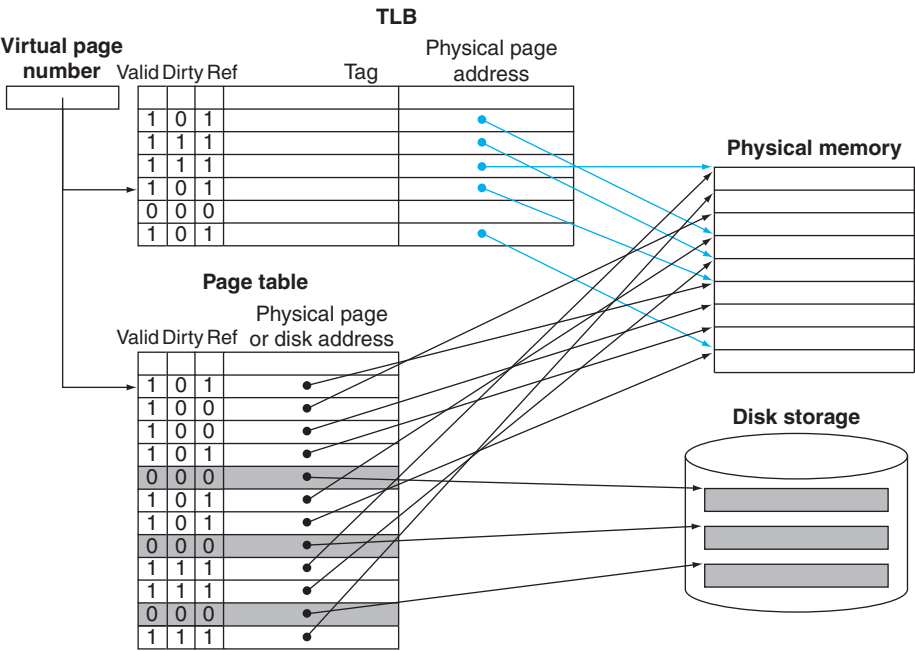 TLB
Virtual page
number
Valid Dirty Ref
Tag
Physical page
address
1 0 1
1 1 1
1 1 1
1 0 1
0 0 0
1 0 1
Physical memory
Page table
Valid Dirty Ref
Physical page
or disk address
1 0 1
1 0 0
1 0 0
1 0 1
0 0 0
1 0 1
1 0 1
0 0 0
1 1 1
1 1 1
0 0 0
1 1 1
Disk storage